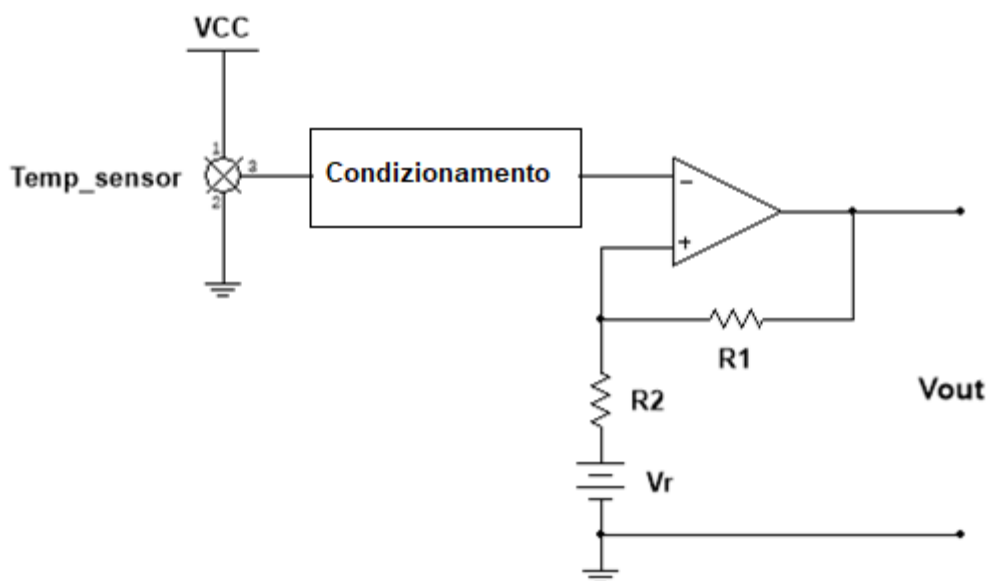 VCC
1
Temp_sensor
3
2
Condizionamento
−
+
R1
R2
Vout
Vr